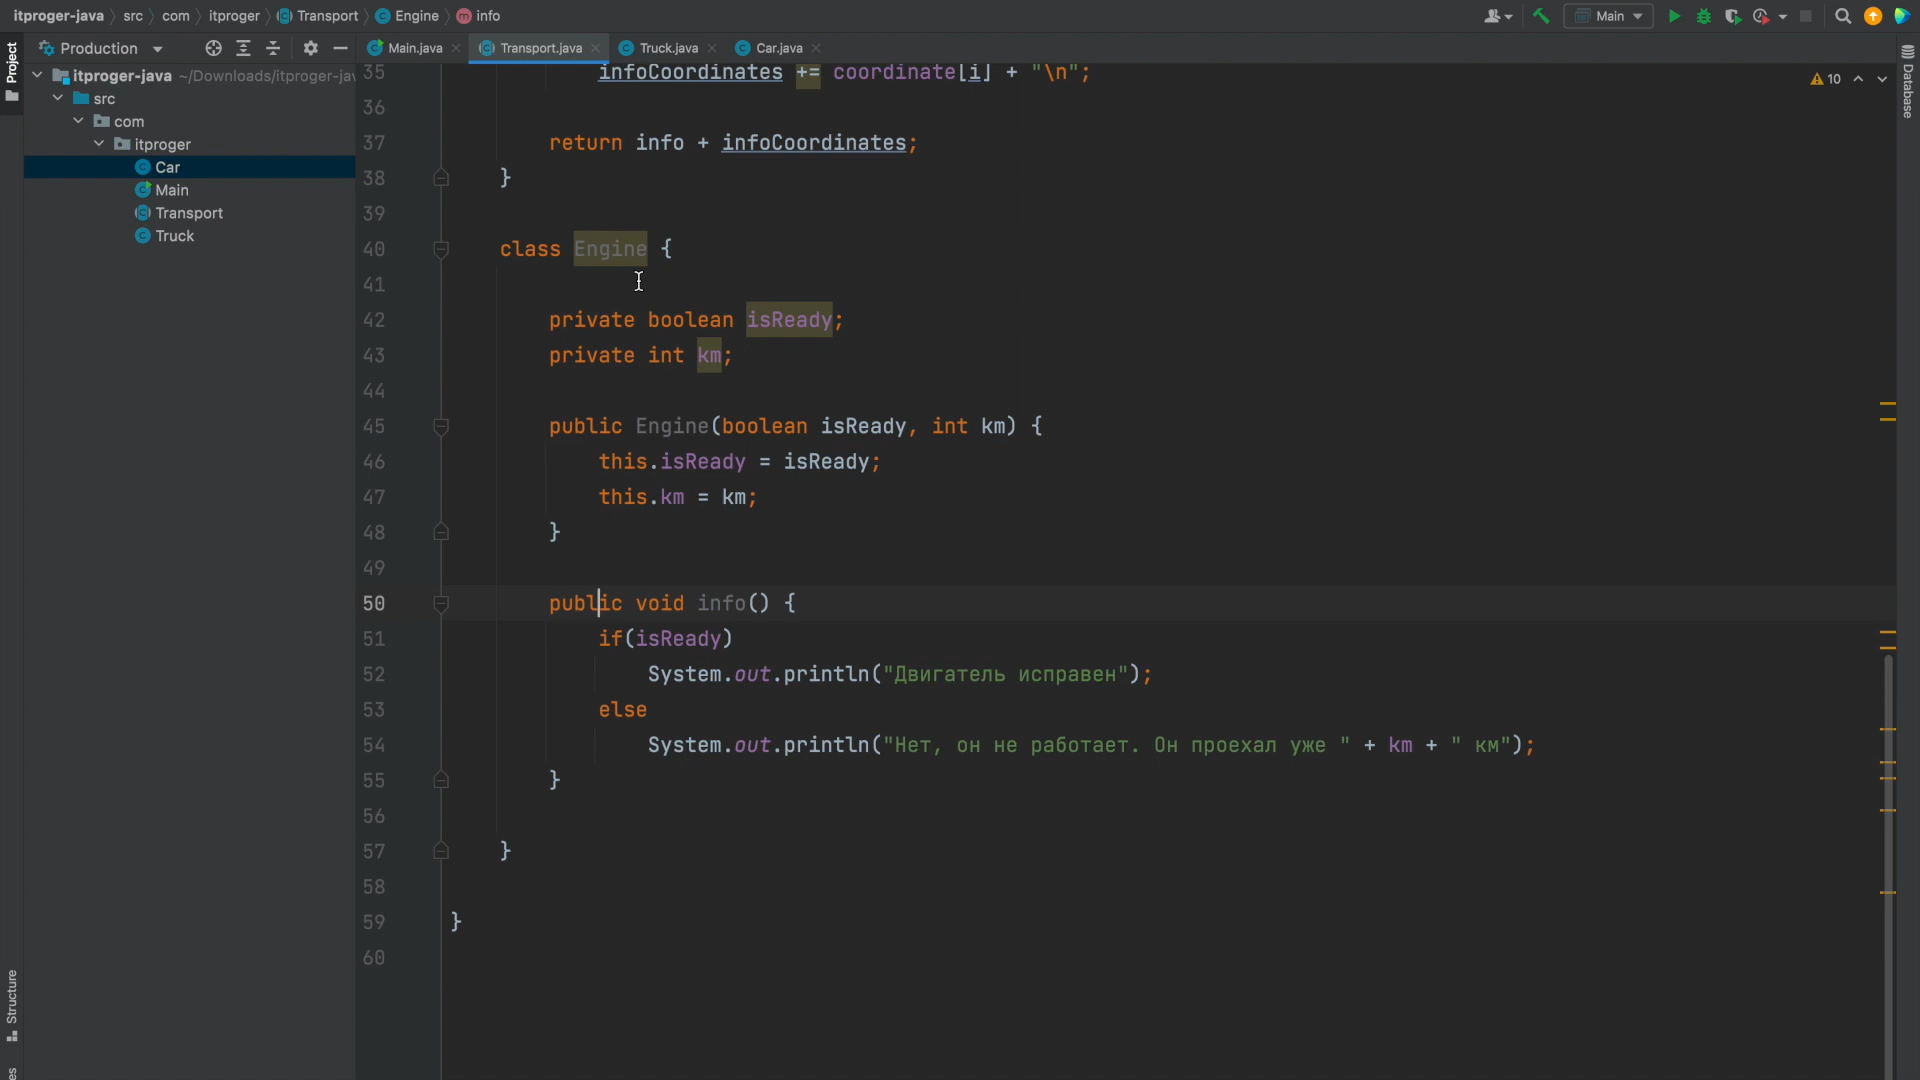 itproger-java src com itproger Transport Engine info Main
Project Production Main.java Transport.java Truck.java Car.java
itproger-java ~/Downloads/itproger-jav
src
com
itproger
Car
Main
Transport
Truck
Structure
Database
10
35 infoCoordinates += coordinate[i] + "\n";
36
37 return info + infoCoordinates;
38 }
39
40 class Engine {
41
42 private boolean isReady;
43 private int km;
44
45 public Engine(boolean isReady, int km) {
46 this.isReady = isReady;
47 this.km = km;
48 }
49
50 public void info() {
51 if(isReady)
52 System.out.println("Двигатель исправен");
53 else
54 System.out.println("Нет, он не работает. Он проехал уже " + km + " км");
55 }
56
57 }
58
59 }
60